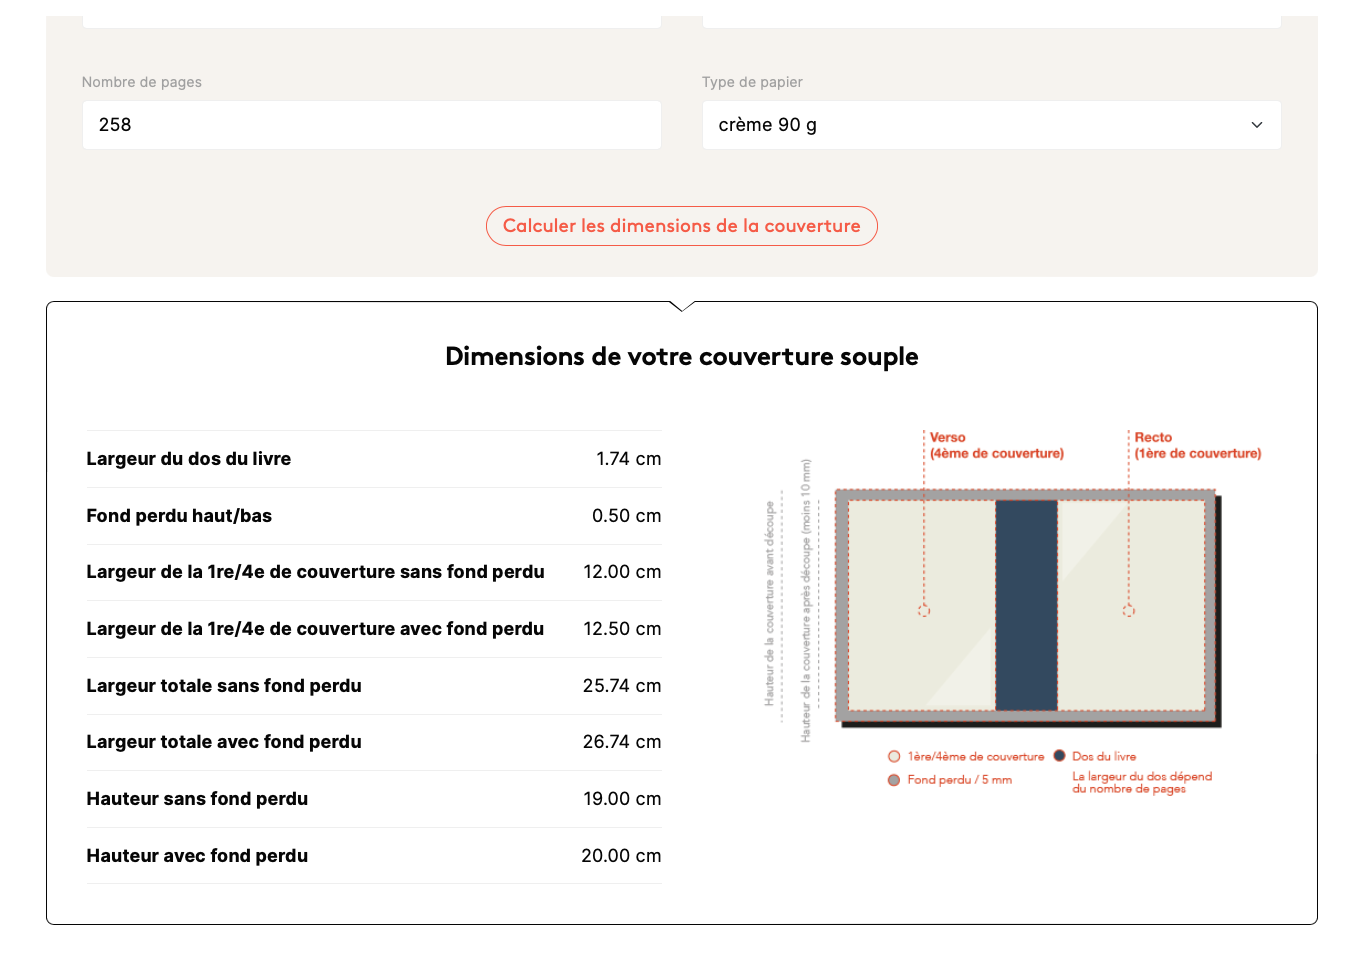 Nombre de pages
Type de papier
258
crème 90 g
Calculer les dimensions de la couverture
Dimensions de votre couverture souple
Largeur du dos du livre 1.74 cm
Fond perdu haut/bas 0.50 cm
Largeur de la 1re/4e de couverture sans fond perdu 12.00 cm
Largeur de la 1re/4e de couverture avec fond perdu 12.50 cm
Largeur totale sans fond perdu 25.74 cm
Largeur totale avec fond perdu 26.74 cm
Hauteur sans fond perdu 19.00 cm
Hauteur avec fond perdu 20.00 cm
Verso
(4ème de couverture)
Recto
(1ère de couverture)
Hauteur de la couverture avant découpe
Hauteur de la couverture après découpe (moins 10 mm)
1ère/4ème de couverture
Dos du livre
Fond perdu / 5 mm
La largeur du dos dépend
du nombre de pages